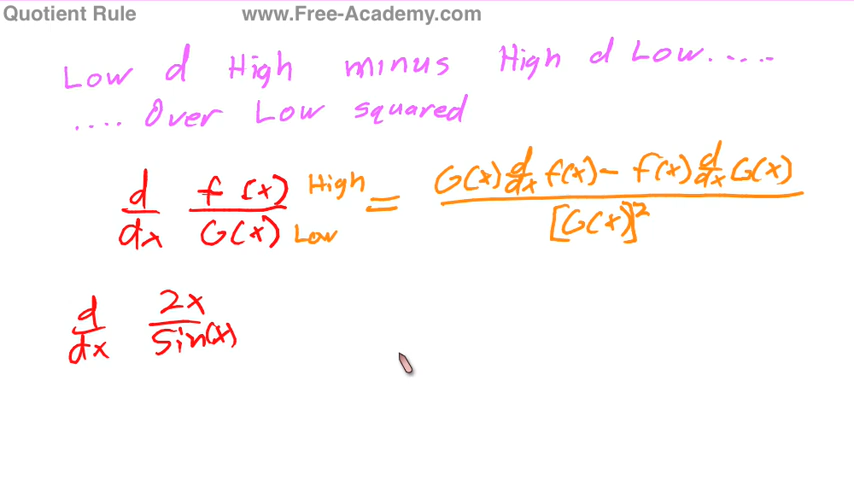 Quotient Rule www.Free-Academy.com
Low d High minus High d Low.....
.... Over Low squared
d/dx f(x)/G(x) High Low = (G(x) d/dx f(x) - f(x) d/dx G(x))/[G(x)]²
d/dx 2x/Sin(x)